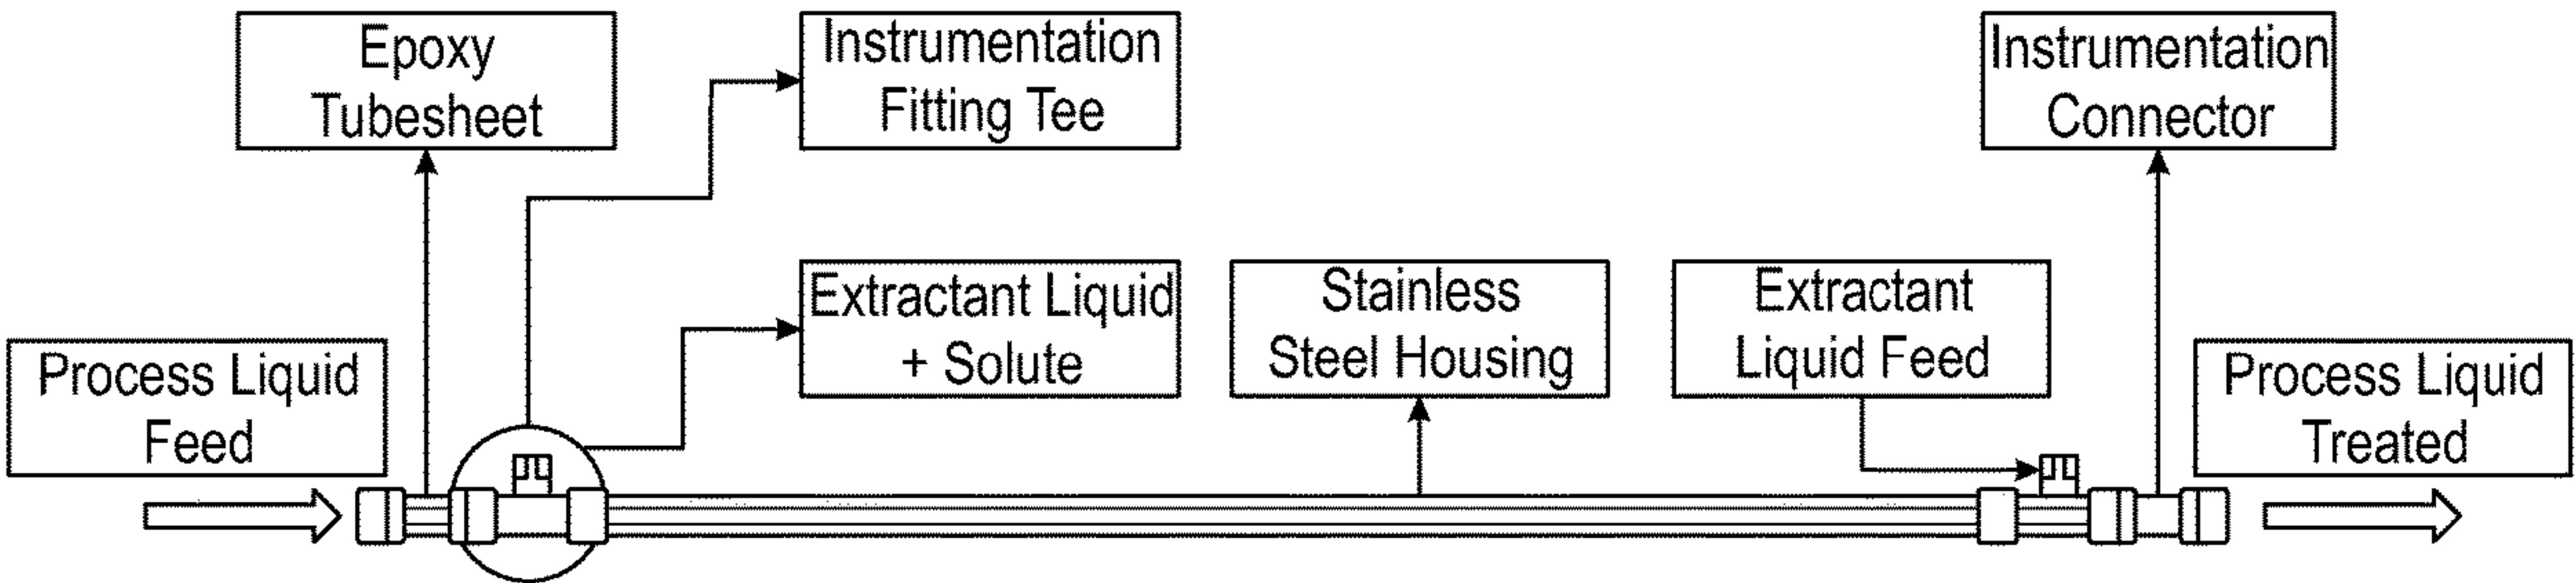 Epoxy
Tubesheet
Instrumentation
Fitting Tee
Instrumentation
Connector
Extractant Liquid
+ Solute
Stainless
Steel Housing
Extractant
Liquid Feed
Process Liquid
Feed
Process Liquid
Treated